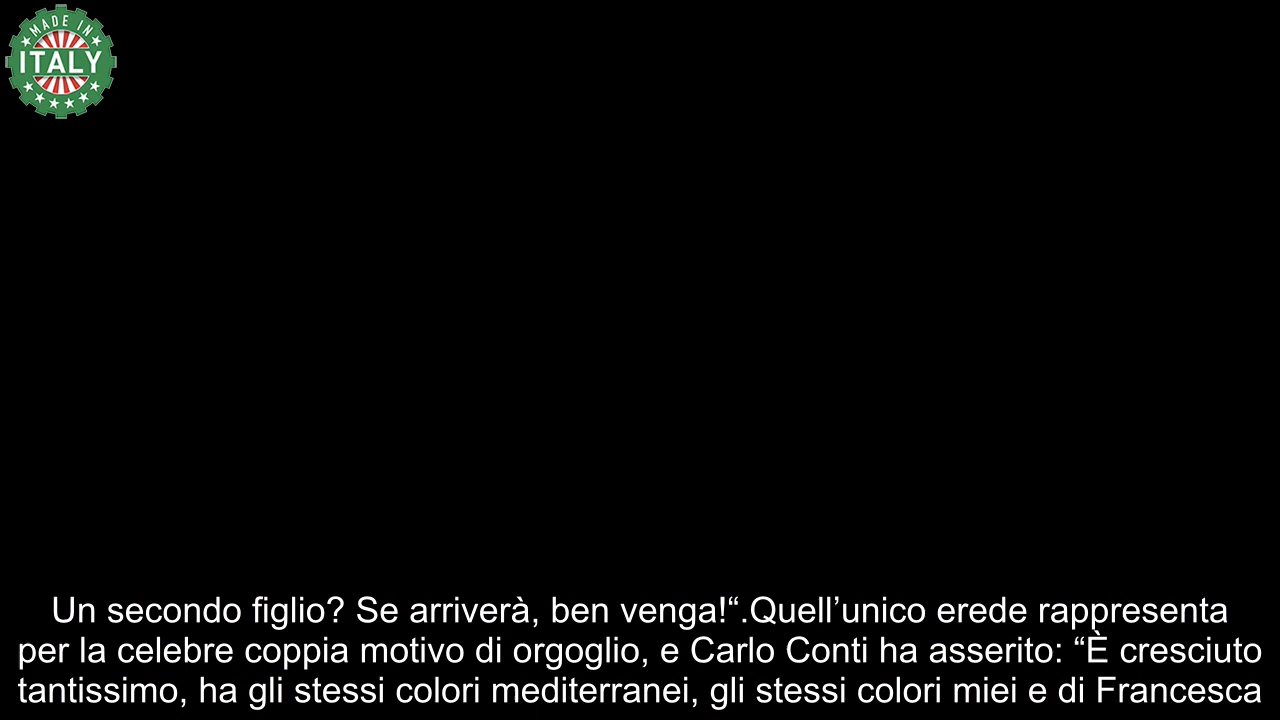 MADE IN
ITALY
Un secondo figlio? Se arriverà, ben venga!“.Quell’unico erede rappresenta
per la celebre coppia motivo di orgoglio, e Carlo Conti ha asserito: “È cresciuto
tantissimo, ha gli stessi colori mediterranei, gli stessi colori miei e di Francesca